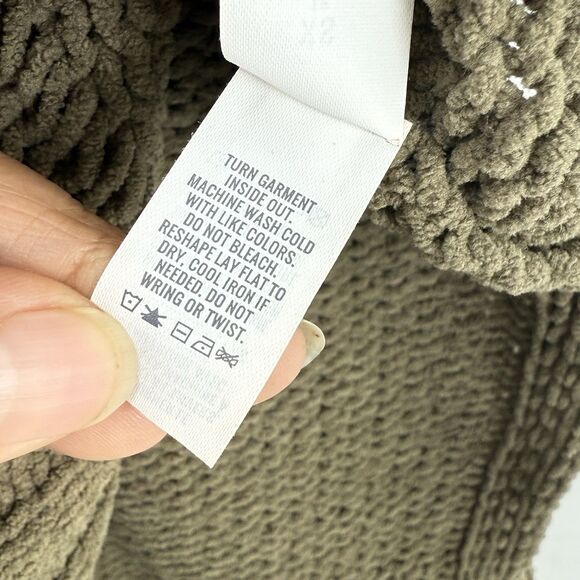 TURN GARMENT
INSIDE OUT.
MACHINE WASH COLD
WITH LIKE COLORS.
DO NOT BLEACH.
RESHAPE LAY FLAT TO
DRY. COOL IRON IF
NEEDED. DO NOT
WRING OR TWIST.